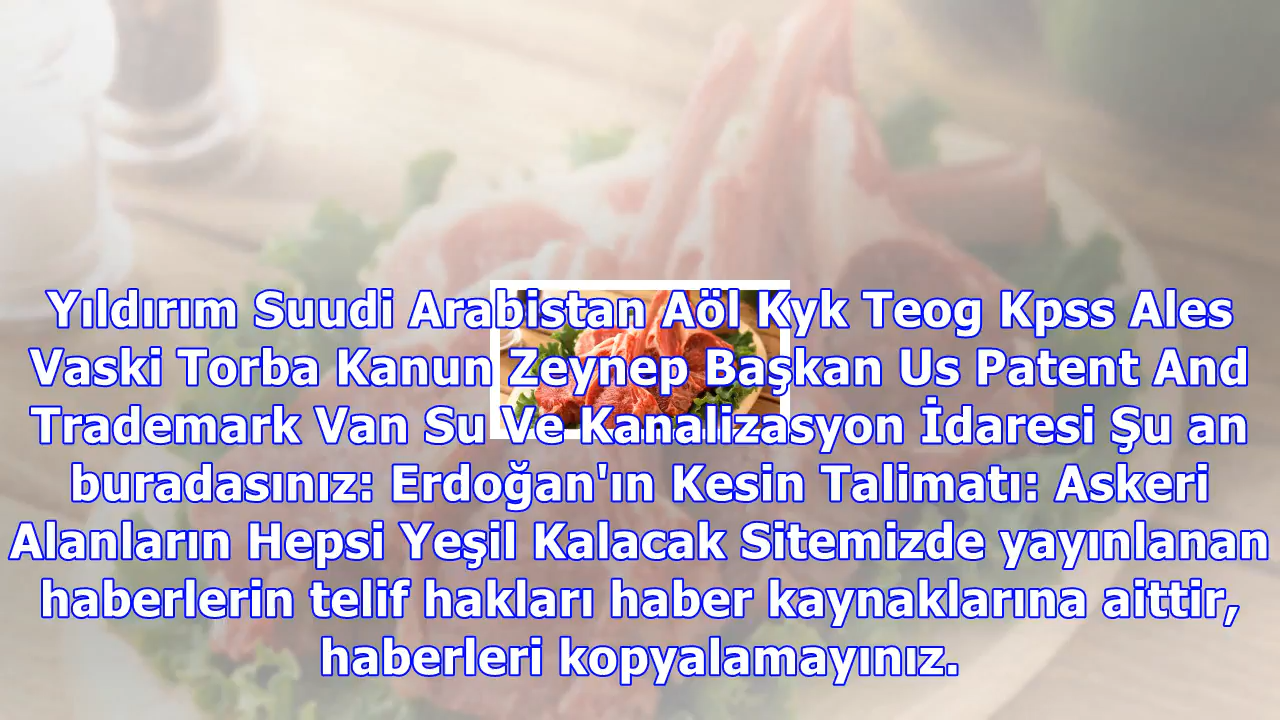 Yıldırım Suudi Arabistan Aöl Kyk Teog Kpss Ales
Vaski Torba Kanun Zeynep Başkan Us Patent And
Trademark Van Su Ve Kanalizasyon İdaresi Şu an
buradasınız: Erdoğan'ın Kesin Talimatı: Askeri
Alanların Hepsi Yeşil Kalacak Sitemizde yayınlanan
haberlerin telif hakları haber kaynaklarına aittir,
haberleri kopyalamayınız.